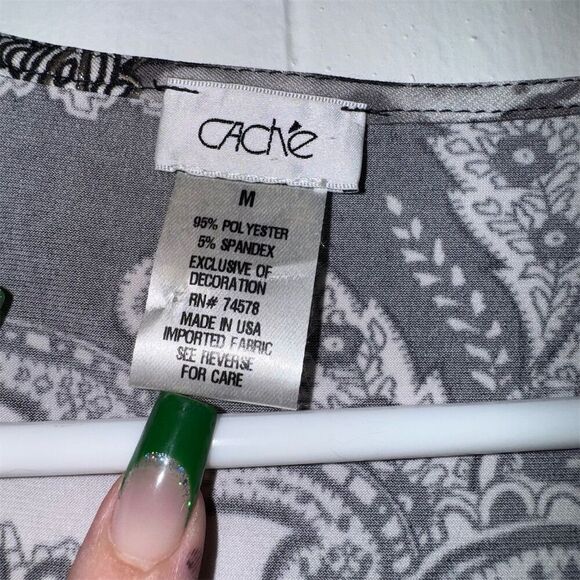 CAché
M
95% POLYESTER
5% SPANDEX
EXCLUSIVE OF
DECORATION
RN# 74578
MADE IN USA
IMPORTED FABRIC
SEE REVERSE
FOR CARE